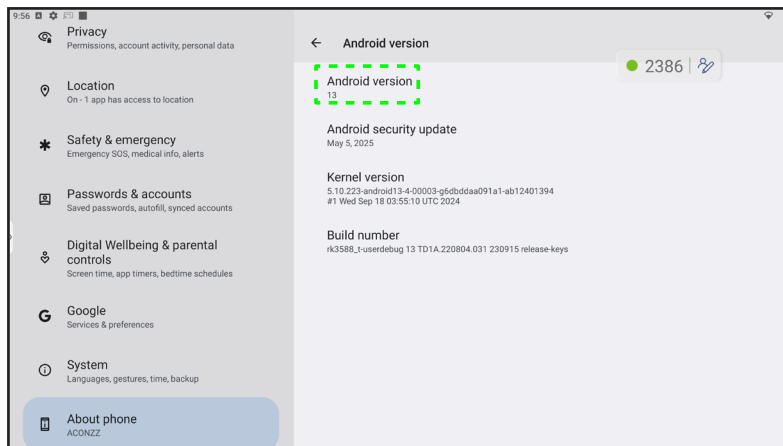 9:56
Privacy
Permissions, account activity, personal data
Location
On - 1 app has access to location
Safety & emergency
Emergency SOS, medical info, alerts
Passwords & accounts
Saved passwords, autofill, synced accounts
Digital Wellbeing & parental
controls
Screen time, app timers, bedtime schedules
Google
Services & preferences
System
Languages, gestures, time, backup
About phone
ACONZZ
Android version
2386
Android version
13
Android security update
May 5, 2025
Kernel version
5.10.223-android13-4-00003-g6dbddaa091a1-ab12401394
#1 Wed Sep 18 03:55:10 UTC 2024
Build number
rk3588_t-userdebug 13 TD1A.220804.031 230915 release-keys